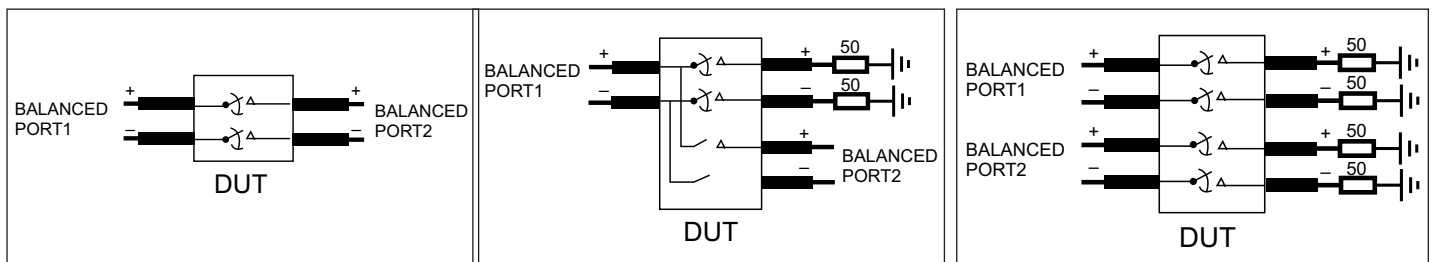 +
BALANCED
PORT1
–
+
BALANCED
PORT2
–
DUT
BALANCED
PORT1
+
–
+
50
–
50
+
–
BALANCED
PORT2
DUT
BALANCED
PORT1
+
–
BALANCED
PORT2
+
–
+
50
–
50
+
50
–
50
DUT